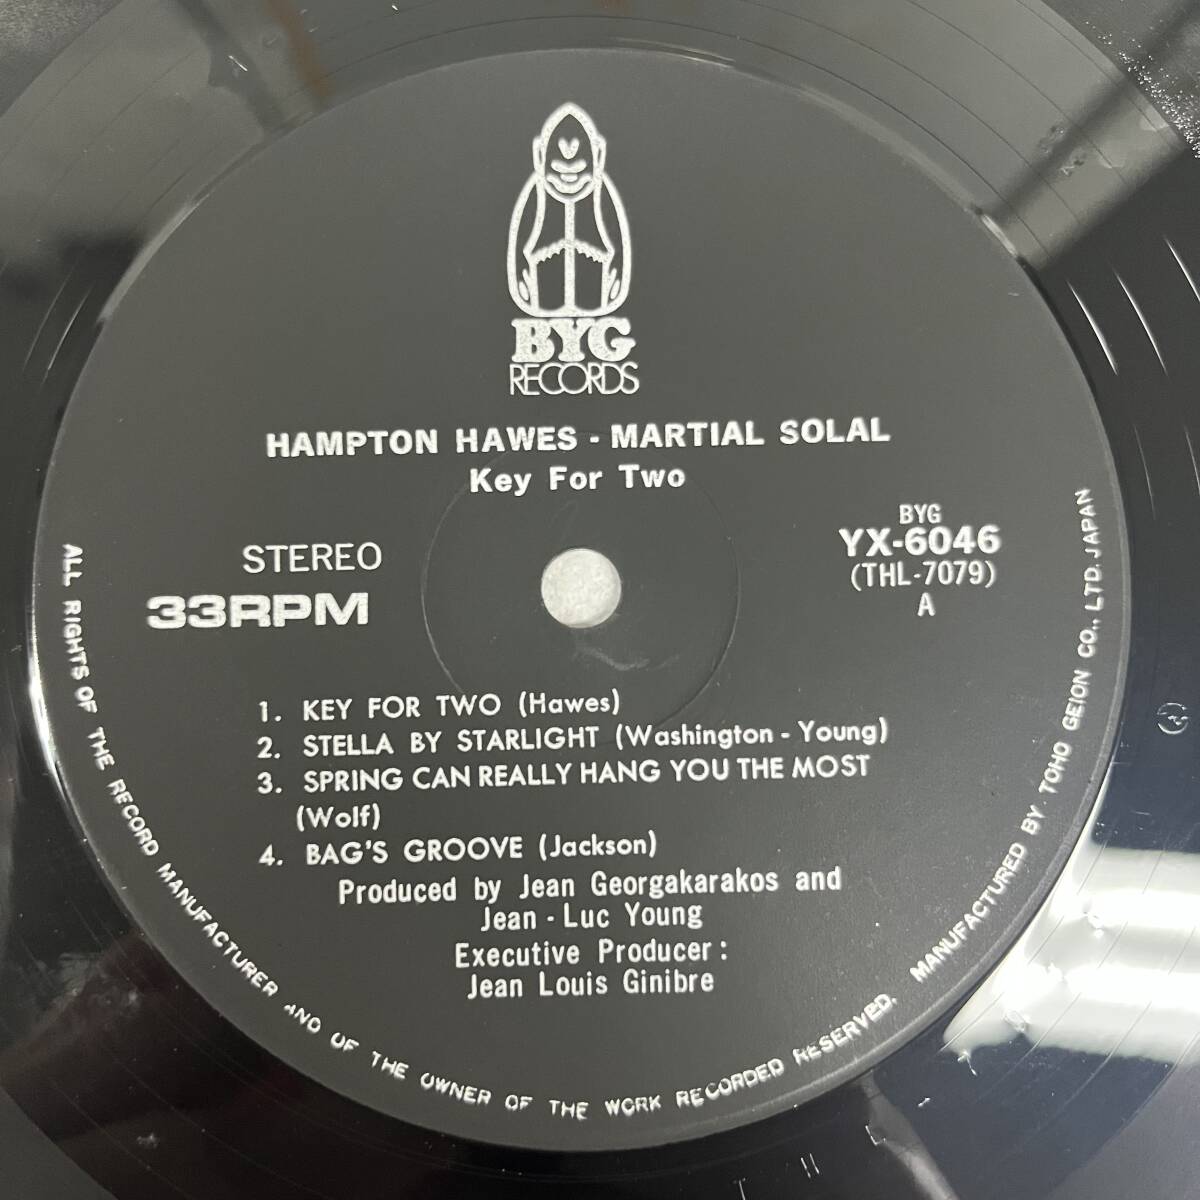 BYG
RECORDS
HAMPTON HAWES - MARTIAL SOLAL
Key For Two
STEREO
33RPM
BYG
YX-6046
(THL-7079)
A
1. KEY FOR TWO (Hawes)
2. STELLA BY STARLIGHT (Washington - Young)
3. SPRING CAN REALLY HANG YOU THE MOST
(Wolf)
4. BAG'S GROOVE (Jackson)
Produced by Jean Georgakarakos and
Jean - Luc Young
Executive Producer :
Jean Louis Ginibre
ALL RIGHTS OF THE RECORD MANUFACTURER AND OF THE OWNER OF THE WORK RECORDED RESERVED. MANUFACTURED BY TOHO GEION CO., LTD. JAPAN